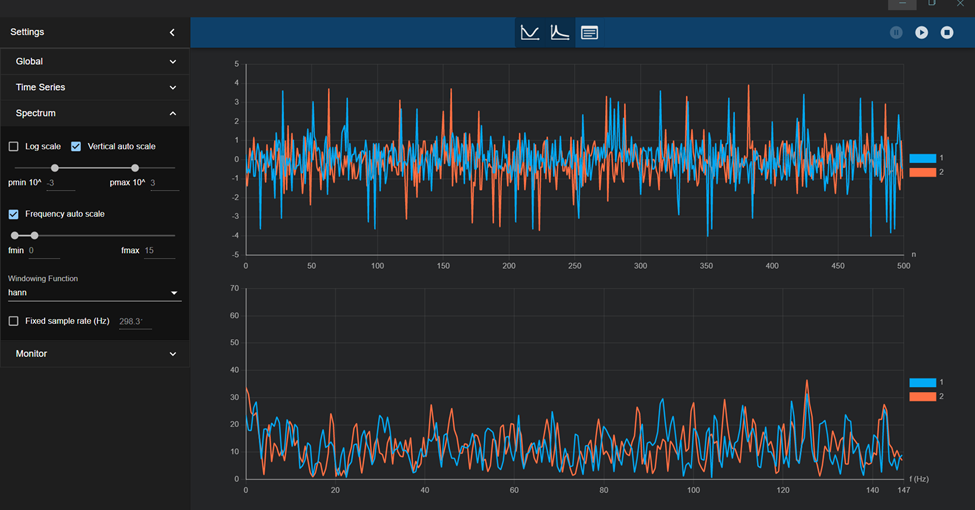 Settings
Global
Time Series
Spectrum
Log scale Vertical auto scale
pmin 10^ -3 pmax 10^ 3
Frequency auto scale
fmin 0 fmax 15
Windowing Function
hann
Fixed sample rate (Hz) 298.3
Monitor
5
4
3
2
1
0
-1
-2
-3
-4
-5
0 50 100 150 200 250 300 350 400 450 500
n
1
2
70
60
50
40
30
20
10
0
0 20 40 60 80 100 120 140 147
f (Hz)
1
2